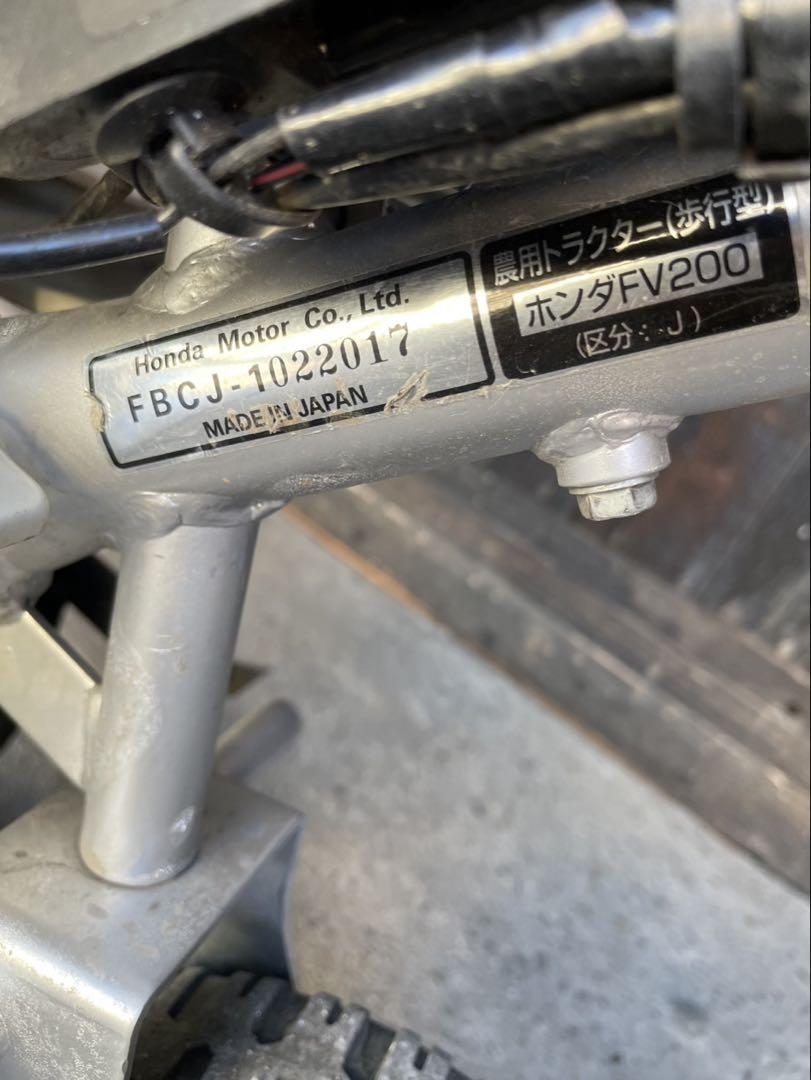 Honda Motor Co., Ltd.
FBCJ-1022017
MADE IN JAPAN
農用トラクター(歩行型)
ホンダFV200
(区分:J)